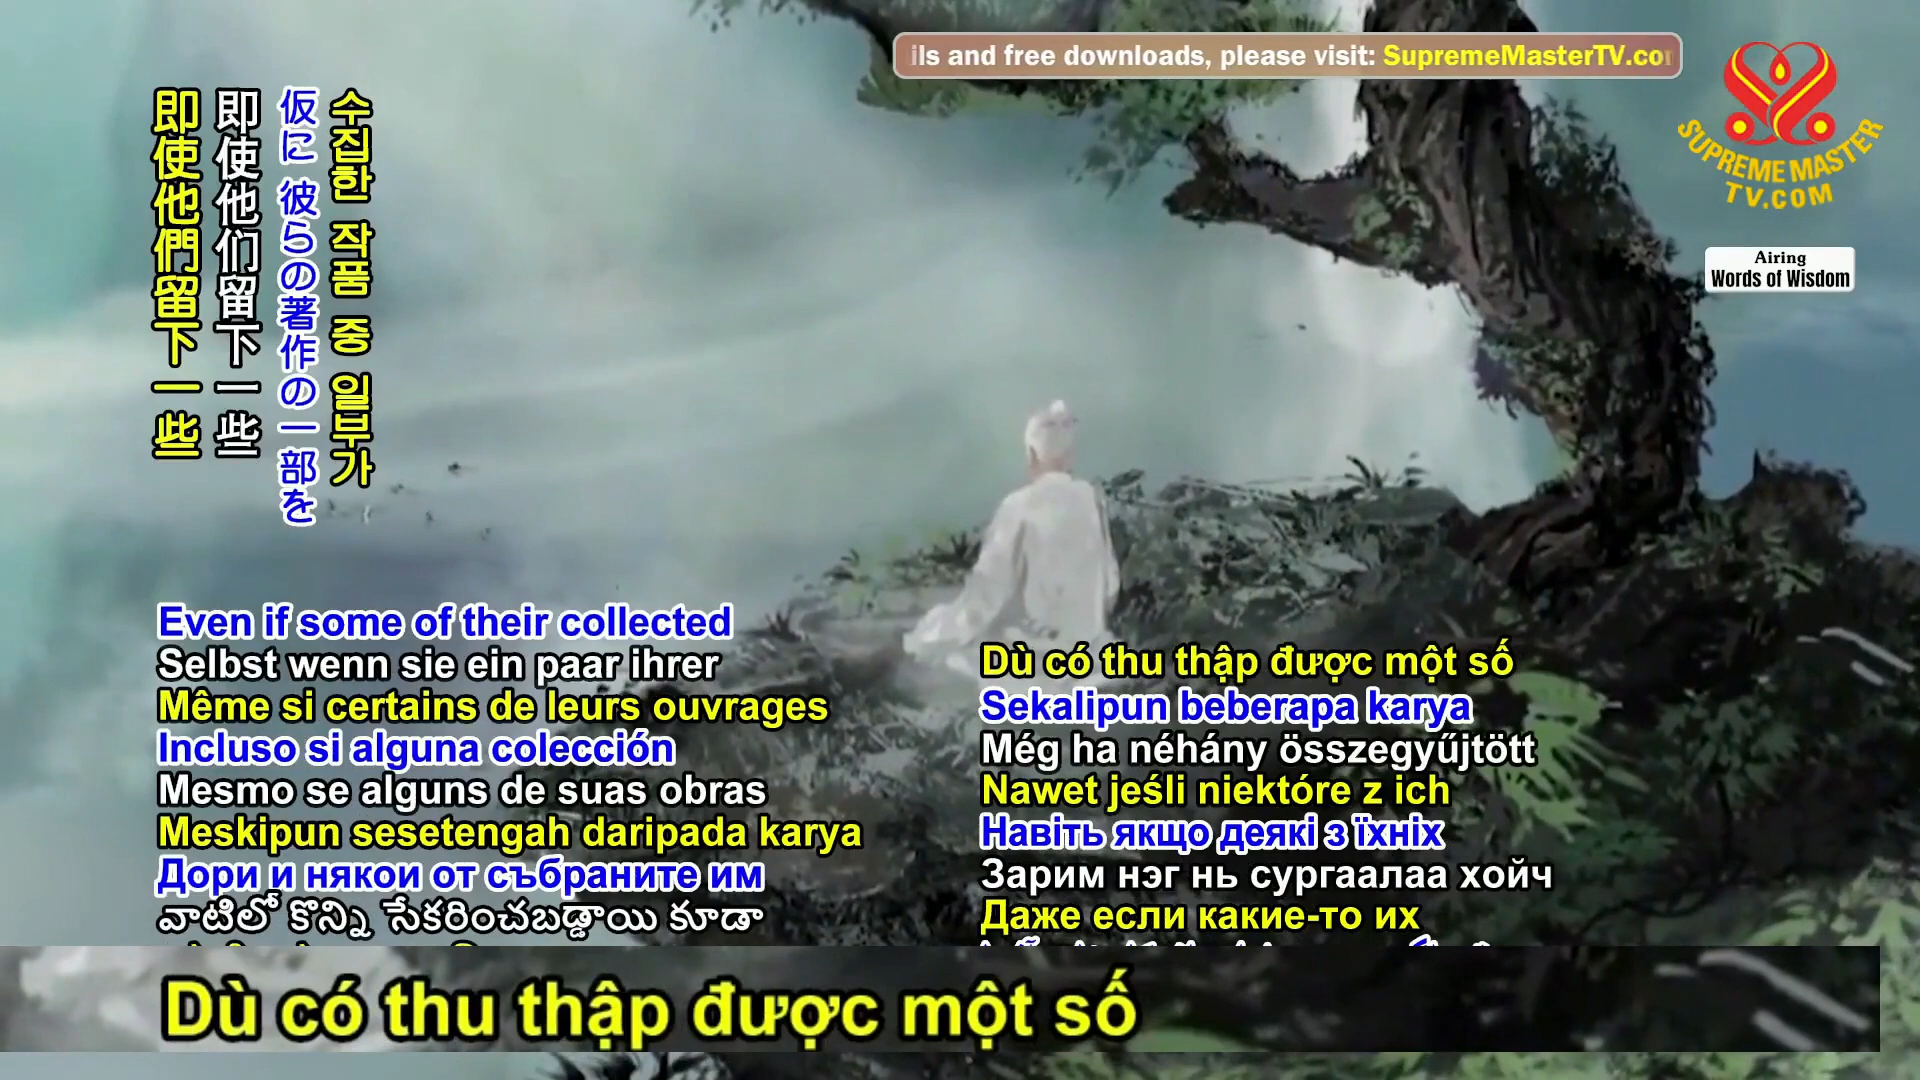 ils and free downloads, please visit: SupremeMasterTV.co
SUPREME MASTER
TV.COM
Airing
Words of Wisdom
수집한 작품 중 일부가
仮に 彼らの著作の一部を
即使他们留下一些
即使他們留下一些
Even if some of their collected
Selbst wenn sie ein paar ihrer
Même si certains de leurs ouvrages
Incluso si alguna colección
Mesmo se alguns de suas obras
Meskipun sesetengah daripada karya
Дори и някои от събраните им
వాటిలో కొన్ని సేకరించబడ్డాయి కూడా
Dù có thu thập được một số
Sekalipun beberapa karya
Még ha néhány összegyűjtött
Nawet jeśli niektóre z ich
Навіть якщо деякі з їхніх
Зарим нэг нь сургаалаа хойч
Даже если какие-то их
Dù có thu thập được một số